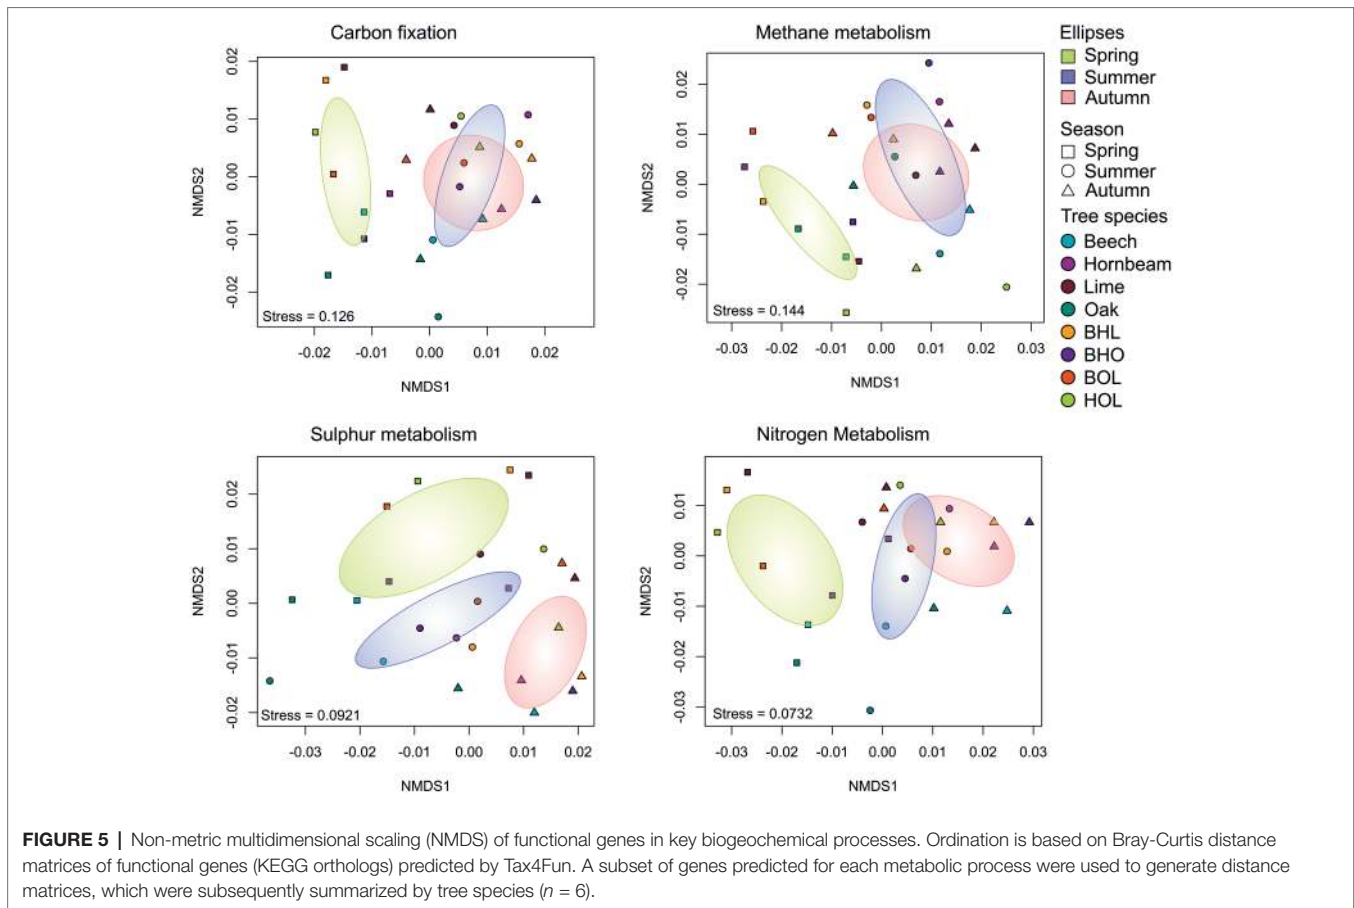 Carbon fixation
0.02
0.01
0.00
-0.01
-0.02
NMDS2
Stress = 0.126
-0.02 -0.01 0.00 0.01 0.02
NMDS1
Methane metabolism
0.02
0.01
0.00
-0.01
-0.02
NMDS2
Stress = 0.144
-0.03 -0.02 -0.01 0.00 0.01 0.02 0.03
NMDS1
Ellipses
Spring
Summer
Autumn
Season
Spring
Summer
Autumn
Tree species
Beech
Hornbeam
Lime
Oak
BHL
BHO
BOL
HOL
Sulphur metabolism
0.02
0.01
0.00
-0.01
-0.02
NMDS2
Stress = 0.0921
-0.03 -0.02 -0.01 0.00 0.01 0.02
NMDS1
Nitrogen Metabolism
0.01
0.00
-0.01
-0.02
-0.03
NMDS2
Stress = 0.0732
-0.03 -0.02 -0.01 0.00 0.01 0.02 0.03
NMDS1
FIGURE 5 | Non-metric multidimensional scaling (NMDS) of functional genes in key biogeochemical processes. Ordination is based on Bray-Curtis distance
matrices of functional genes (KEGG orthologs) predicted by Tax4Fun. A subset of genes predicted for each metabolic process were used to generate distance
matrices, which were subsequently summarized by tree species (n = 6).